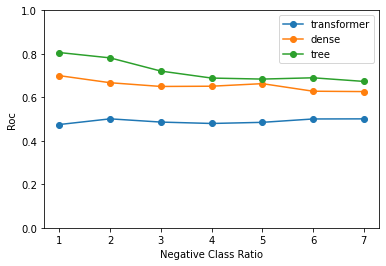 1.0
0.8
0.6
0.4
0.2
0.0
Roc
transformer
dense
tree
1 2 3 4 5 6 7
Negative Class Ratio